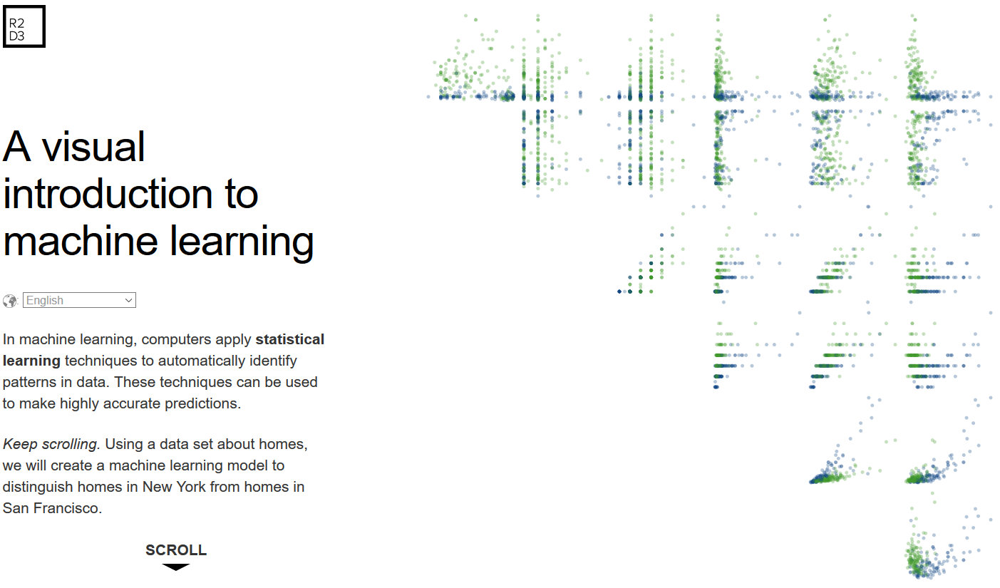 R2
D3
A visual
introduction to
machine learning
English
In machine learning, computers apply statistical
learning techniques to automatically identify
patterns in data. These techniques can be used
to make highly accurate predictions.
Keep scrolling. Using a data set about homes,
we will create a machine learning model to
distinguish homes in New York from homes in
San Francisco.
SCROLL